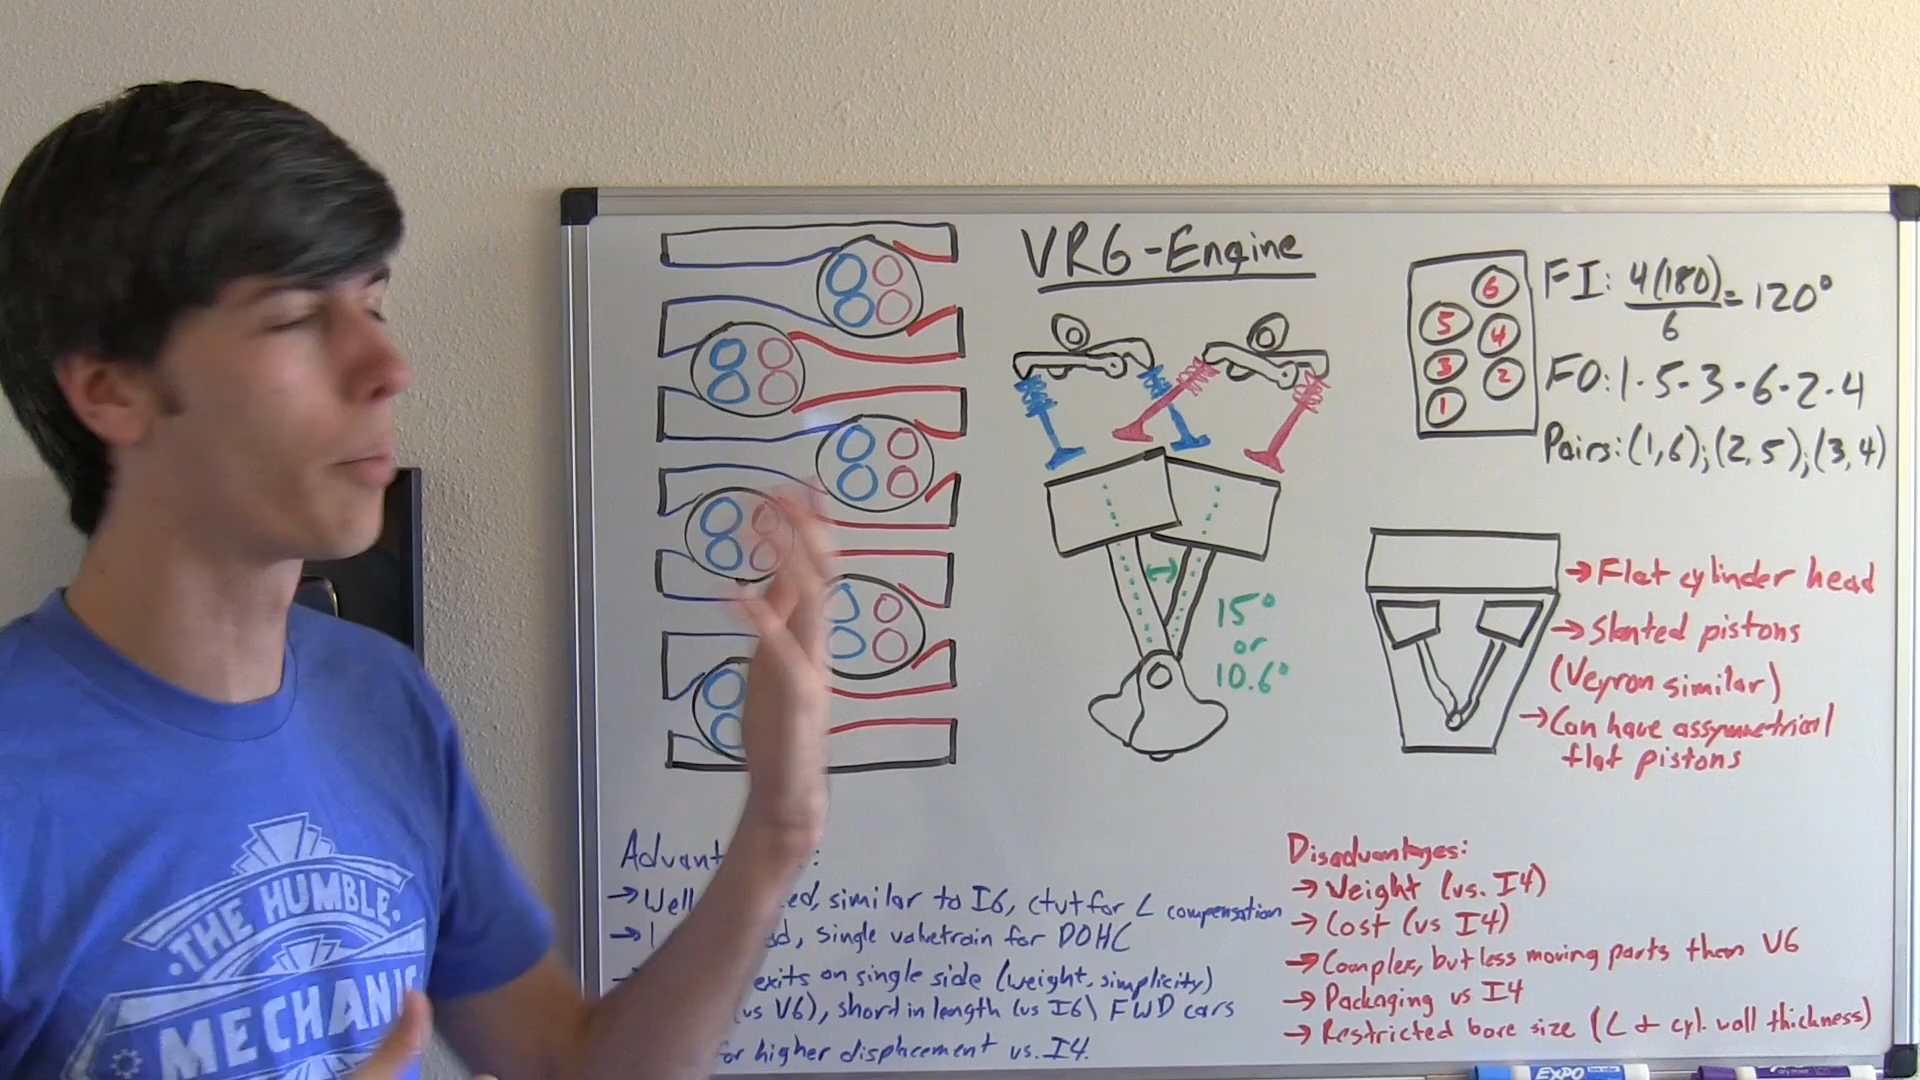 VR6-Engine
FI: 4(180)/6 = 120°
FO: 1-5-3-6-2-4
Pairs: (1,6); (2,5); (3,4)
6
5
4
3
2
1
15°
or
10.6°
→ Flat cylinder head
→ Slanted pistons
(Veyron similar)
→ Can have assymmetrical
flat pistons
Advant :
→ Well ed, similar to I6, ctvt for ∠ compensation
→ 1 ad, single valvetrain for DOHC
exits on single side (weight, simplicity)
(vs V6), short in length (vs I6) FWD cars
or higher displacement vs. I4.
Disadvantages:
→ Weight (vs. I4)
→ Cost (vs I4)
→ Complex, but less moving parts than V6
→ Packaging vs I4
→ Restricted bore size (∠ + cyl. wall thickness)
THE HUMBLE
MECHANIC
EXPO